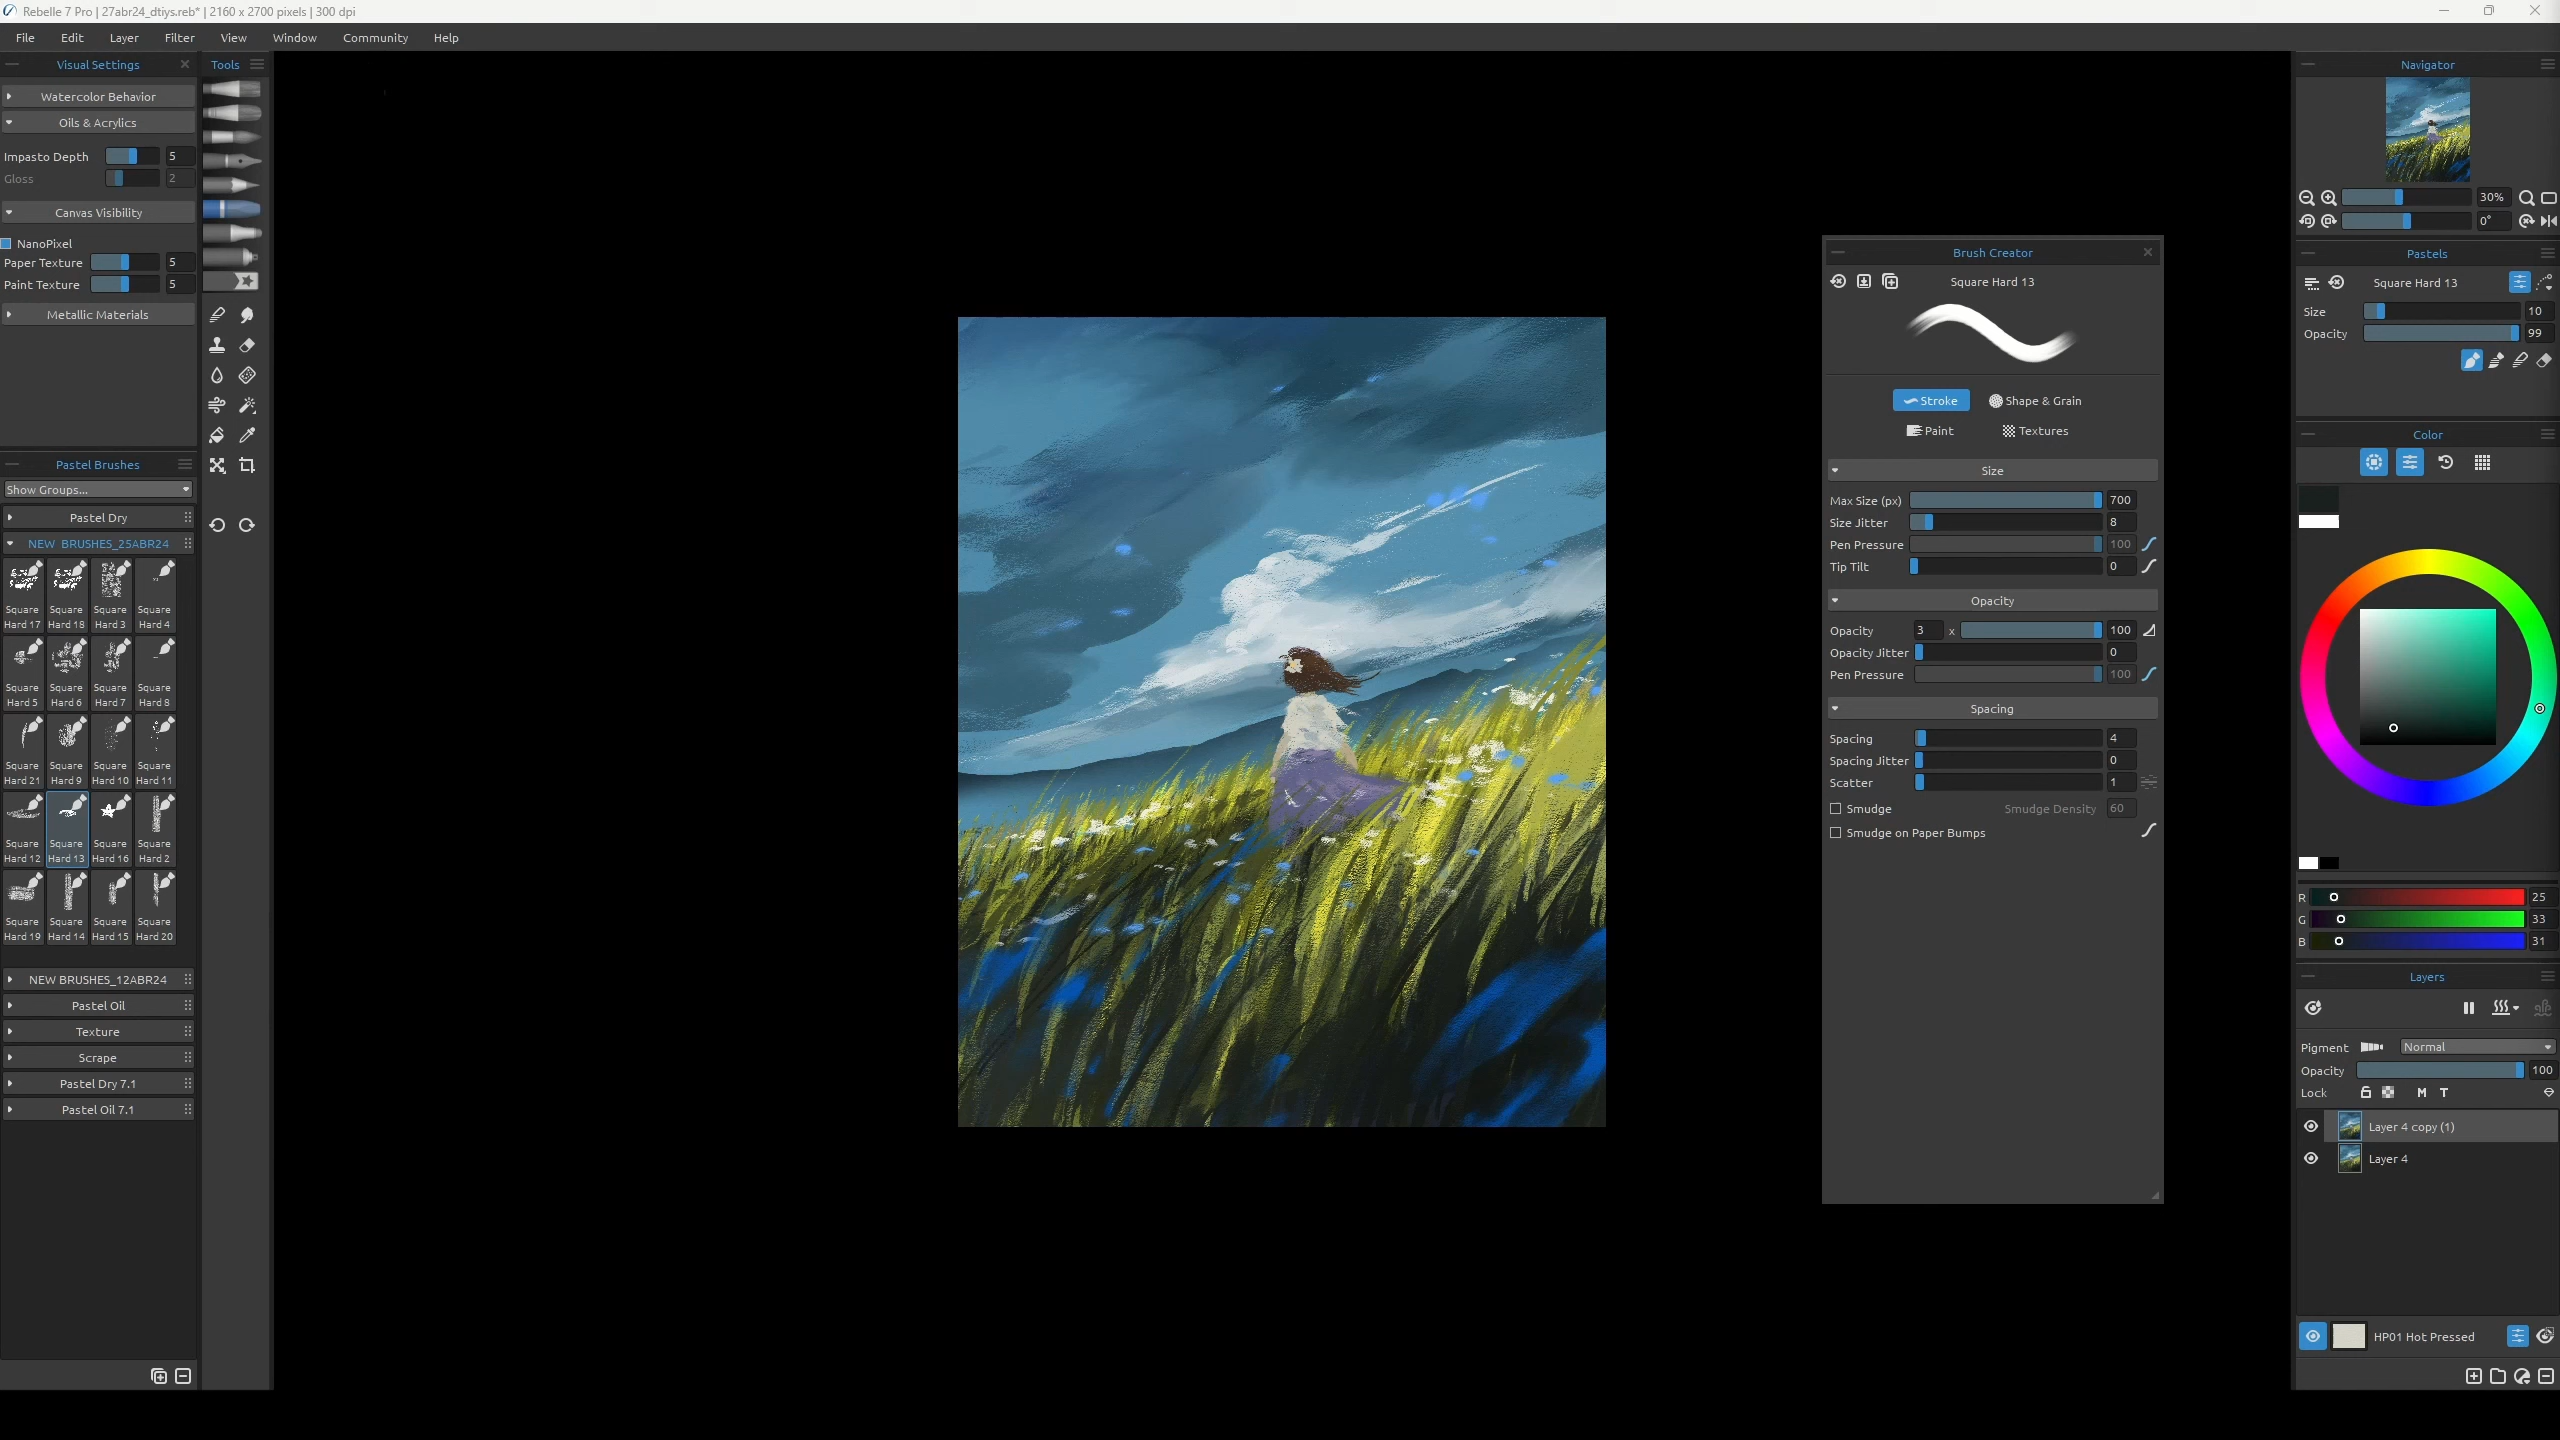 Rebelle 7 Pro | 27abr24_dtiys.reb* | 2160 x 2700 pixels | 300 dpi
File Edit Layer Filter View Window Community Help
Visual Settings
Watercolor Behavior
Oils & Acrylics
Impasto Depth 5
Gloss 2
Canvas Visibility
NanoPixel
Paper Texture 5
Paint Texture 5
Metallic Materials
Pastel Brushes
Show Groups...
Pastel Dry
NEW BRUSHES_25ABR24
Square Square Square Square
Hard 17 Hard 18 Hard 3 Hard 4
Square Square Square Square
Hard 5 Hard 6 Hard 7 Hard 8
Square Square Square Square
Hard 21 Hard 9 Hard 10 Hard 11
Square Square Square Square
Hard 12 Hard 13 Hard 16 Hard 2
Square Square Square Square
Hard 19 Hard 14 Hard 15 Hard 20
NEW BRUSHES_12ABR24
Pastel Oil
Texture
Scrape
Pastel Dry 7.1
Pastel Oil 7.1
Tools
Brush Creator
Square Hard 13
Stroke Shape & Grain
Paint Textures
Size
Max Size (px) 700
Size Jitter 8
Pen Pressure 100
Tip Tilt 0
Opacity
Opacity 3 x 100
Opacity Jitter 0
Pen Pressure 100
Spacing
Spacing 4
Spacing Jitter 0
Scatter 1
Smudge Smudge Density 60
Smudge on Paper Bumps
Navigator
30%
0°
Pastels
Square Hard 13
Size 10
Opacity 99
Color
R 25
G 33
B 31
Layers
Pigment Normal
Opacity 100
Lock M T
Layer 4 copy (1)
Layer 4
HP01 Hot Pressed